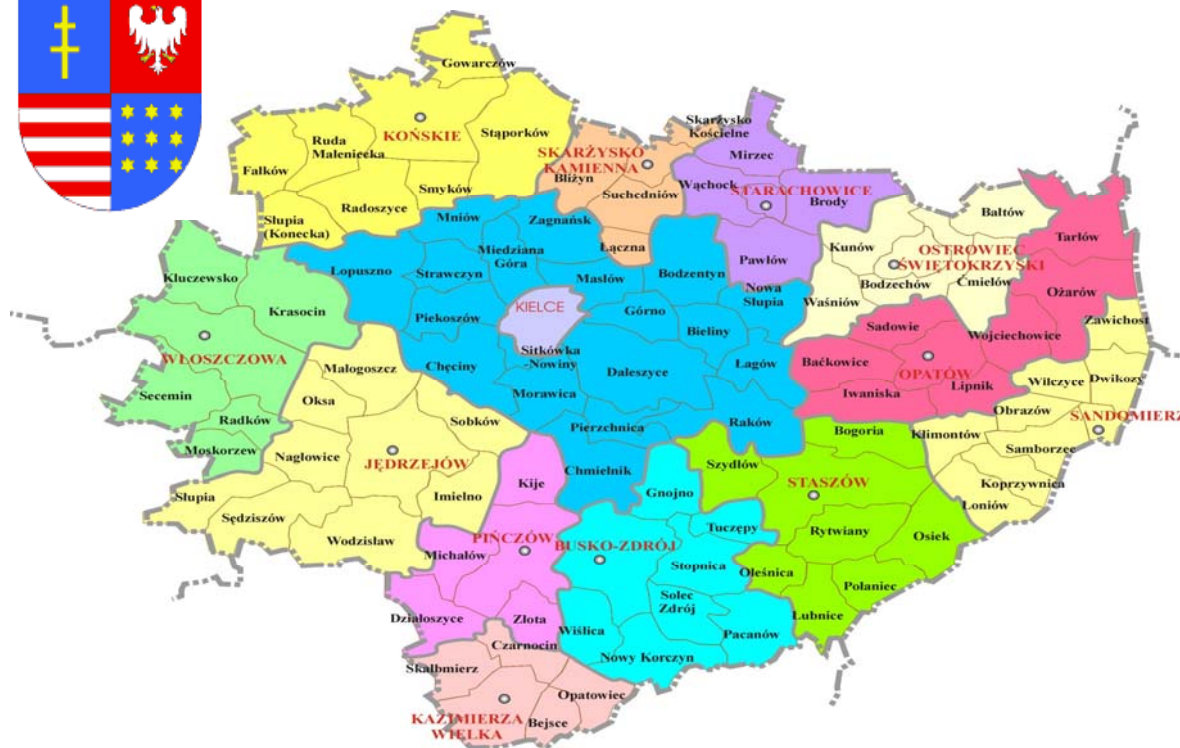 Gowarczów
KOŃSKIE
Stąporków
Ruda
Maleniecka
Fałków
Smyków
Radoszyce
Słupia
(Konecka)
Skarżysko
Kościelne
SKARŻYSKO
KAMIENNA
Bliżyn
Suchedniów
Łączna
Mirzec
Wąchock
STARACHOWICE
Brody
Pawłów
Bałtów
Kunów
OSTROWIEC
ŚWIĘTOKRZYSKI
Bodzechów
Ćmielów
Waśniów
Tarłów
Ożarów
Sadowie
Wojciechowice
Baćkowice
OPATÓW
Iwaniska
Lipnik
Zawichost
Wilczyce
Dwikozy
Obrazów
SANDOMIERZ
Klimontów
Samborzec
Koprzywnica
Łoniów
Mniów
Zagnańsk
Miedziana
Góra
Łopuszno
Strawczyn
Masłów
Bodzentyn
Nowa
Słupia
KIELCE
Górno
Piekoszów
Bieliny
Sitkówka
-Nowiny
Chęciny
Daleszyce
Łagów
Morawica
Pierzchnica
Raków
Chmielnik
Kluczewsko
Krasocin
WŁOSZCZOWA
Secemin
Radków
Moskorzew
Małogoszcz
Oksa
Sobków
Nagłowice
JĘDRZEJÓW
Imielno
Słupia
Sędziszów
Wodzisław
Kije
PIŃCZÓW
Michałów
Działoszyce
Złota
Gnojno
Tuczępy
BUSKO-ZDRÓJ
Stopnica
Solec
Zdrój
Wiślica
Pacanów
Nowy Korczyn
Bogoria
Szydłów
STASZÓW
Rytwiany
Osiek
Oleśnica
Połaniec
Łubnice
Czarnocin
Skalbmierz
Opatowiec
KAZIMIERZA
WIELKA
Bejsce